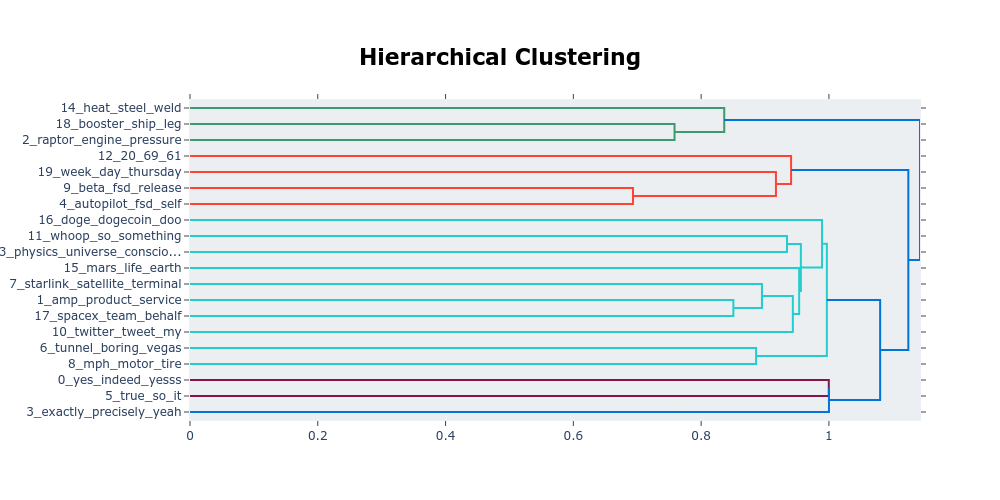 Hierarchical Clustering
14_heat_steel_weld
18_booster_ship_leg
2_raptor_engine_pressure
12_20_69_61
19_week_day_thursday
9_beta_fsd_release
4_autopilot_fsd_self
16_doge_dogecoin_doo
11_whoop_so_something
3_physics_universe_conscio...
15_mars_life_earth
7_starlink_satellite_terminal
1_amp_product_service
17_spacex_team_behalf
10_twitter_tweet_my
6_tunnel_boring_vegas
8_mph_motor_tire
0_yes_indeed_yesss
5_true_so_it
3_exactly_precisely_yeah
0 0.2 0.4 0.6 0.8 1